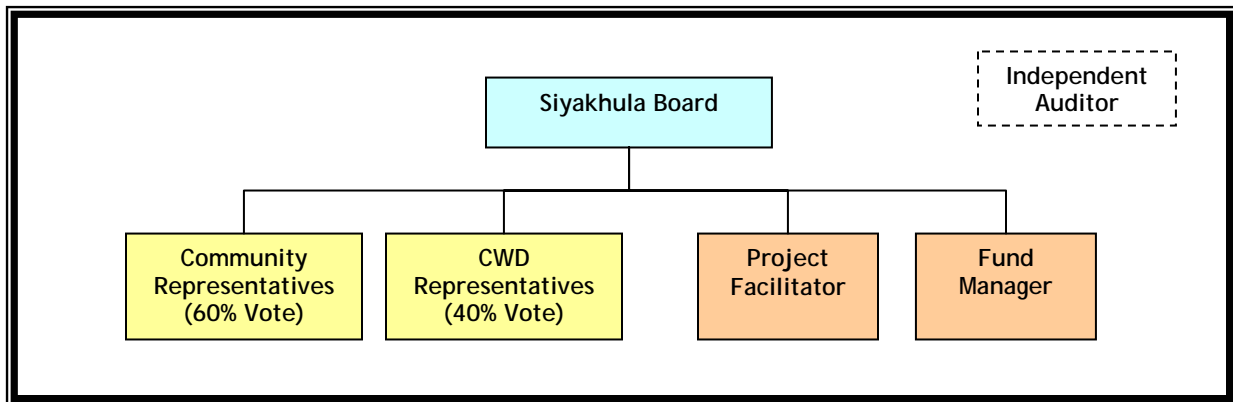 Independent
Auditor
Siyakhula Board
Community
Representatives
(60% Vote)
CWD
Representatives
(40% Vote)
Project
Facilitator
Fund
Manager